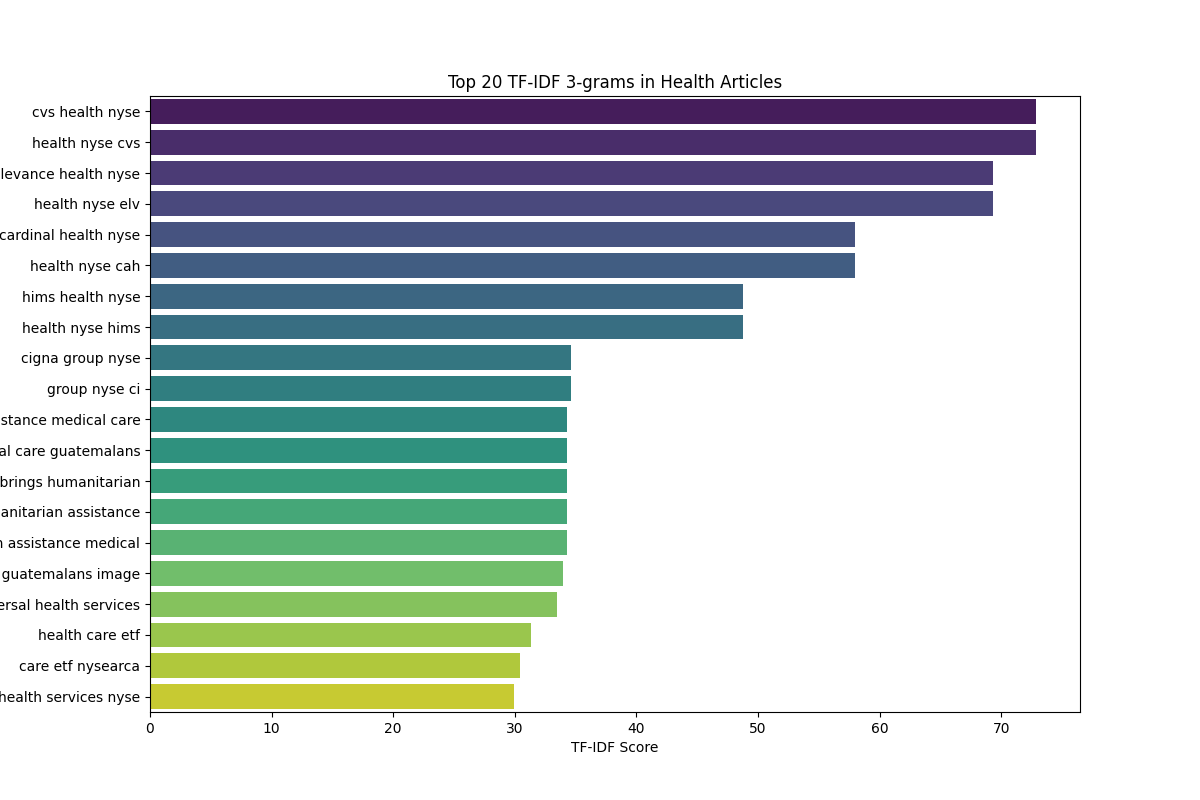 Top 20 TF-IDF 3-grams in Health Articles
cvs health nyse
health nyse cvs
levance health nyse
health nyse elv
cardinal health nyse
health nyse cah
hims health nyse
health nyse hims
cigna group nyse
group nyse ci
stance medical care
al care guatemalans
brings humanitarian
anitarian assistance
assistance medical
guatemalans image
ersal health services
health care etf
care etf nysearca
health services nyse
0 10 20 30 40 50 60 70
TF-IDF Score